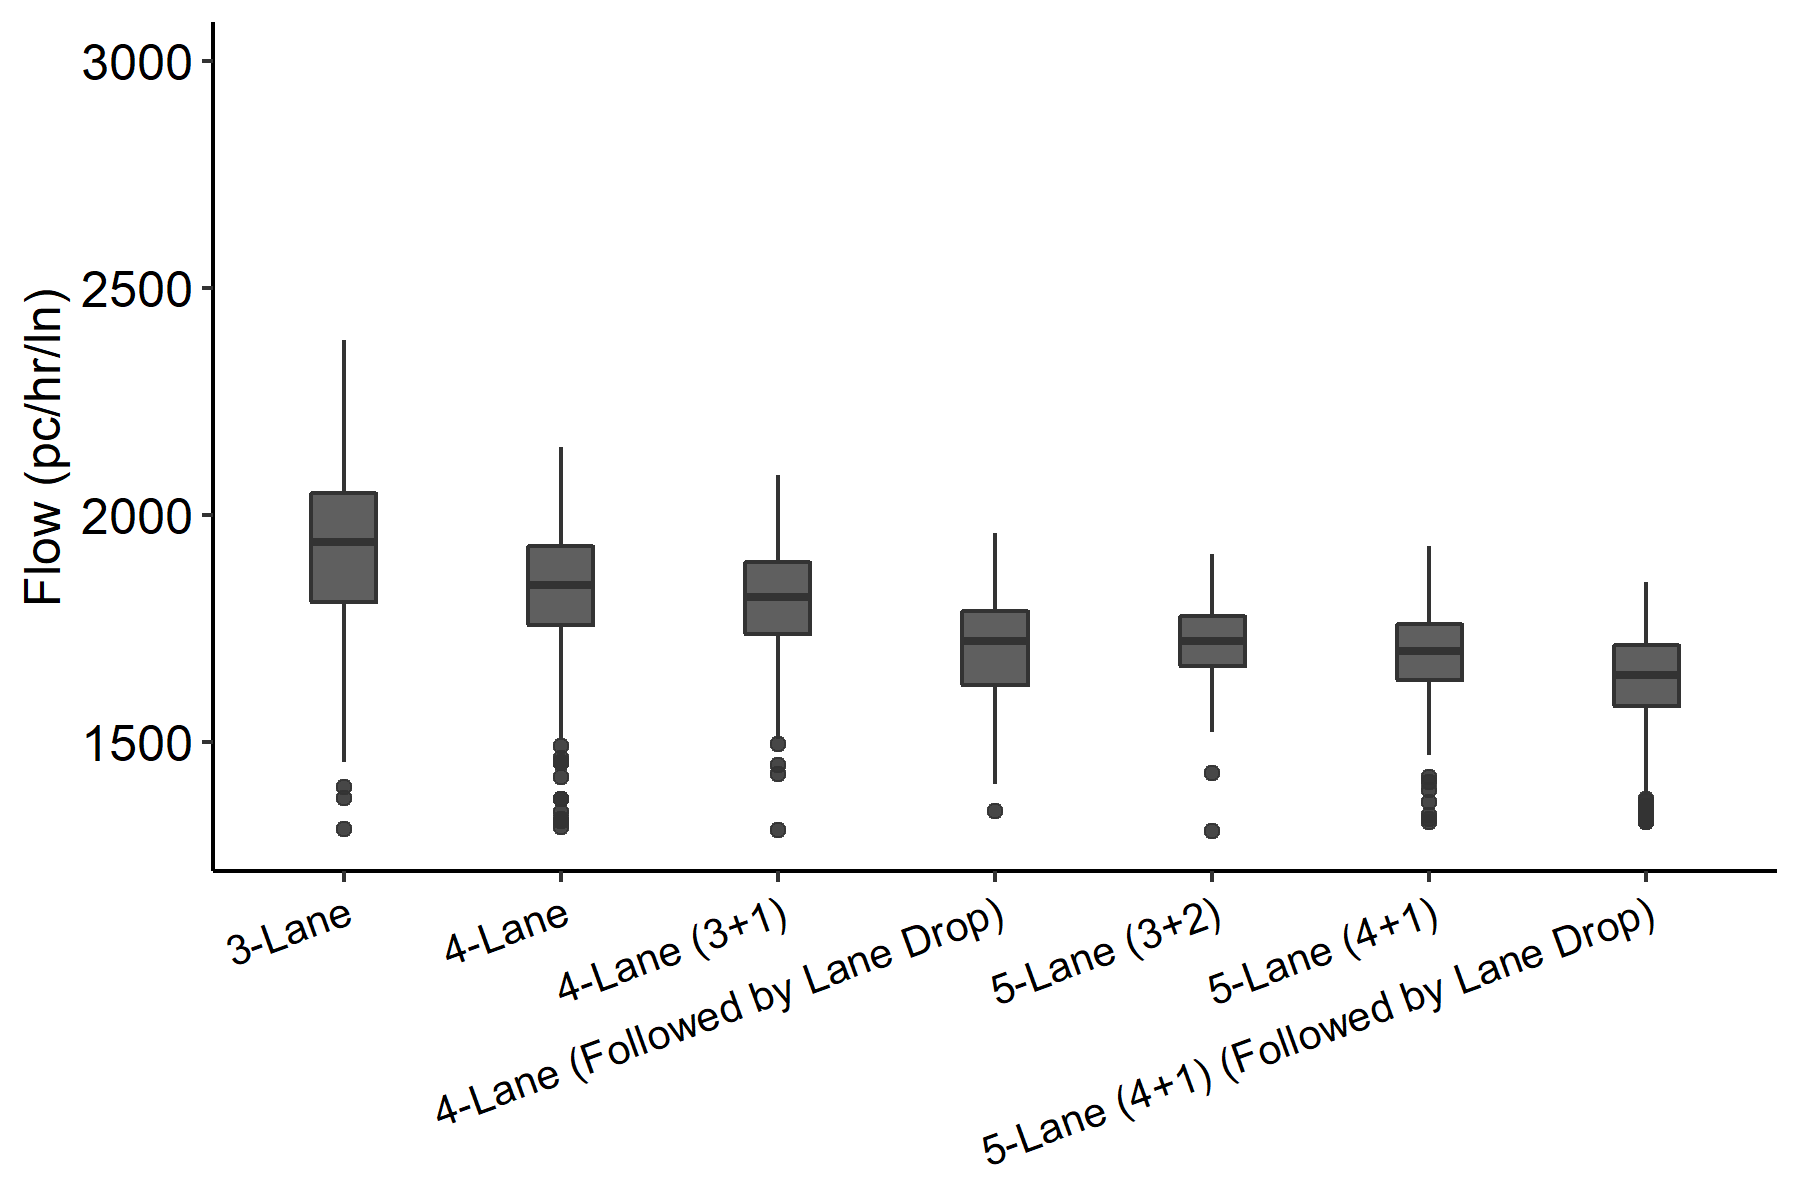 3000
2500
2000
1500
Flow (pc/hr/ln)
3-Lane
4-Lane
4-Lane (3+1)
4-Lane (Followed by Lane Drop)
5-Lane (3+2)
5-Lane (4+1)
5-Lane (4+1) (Followed by Lane Drop)